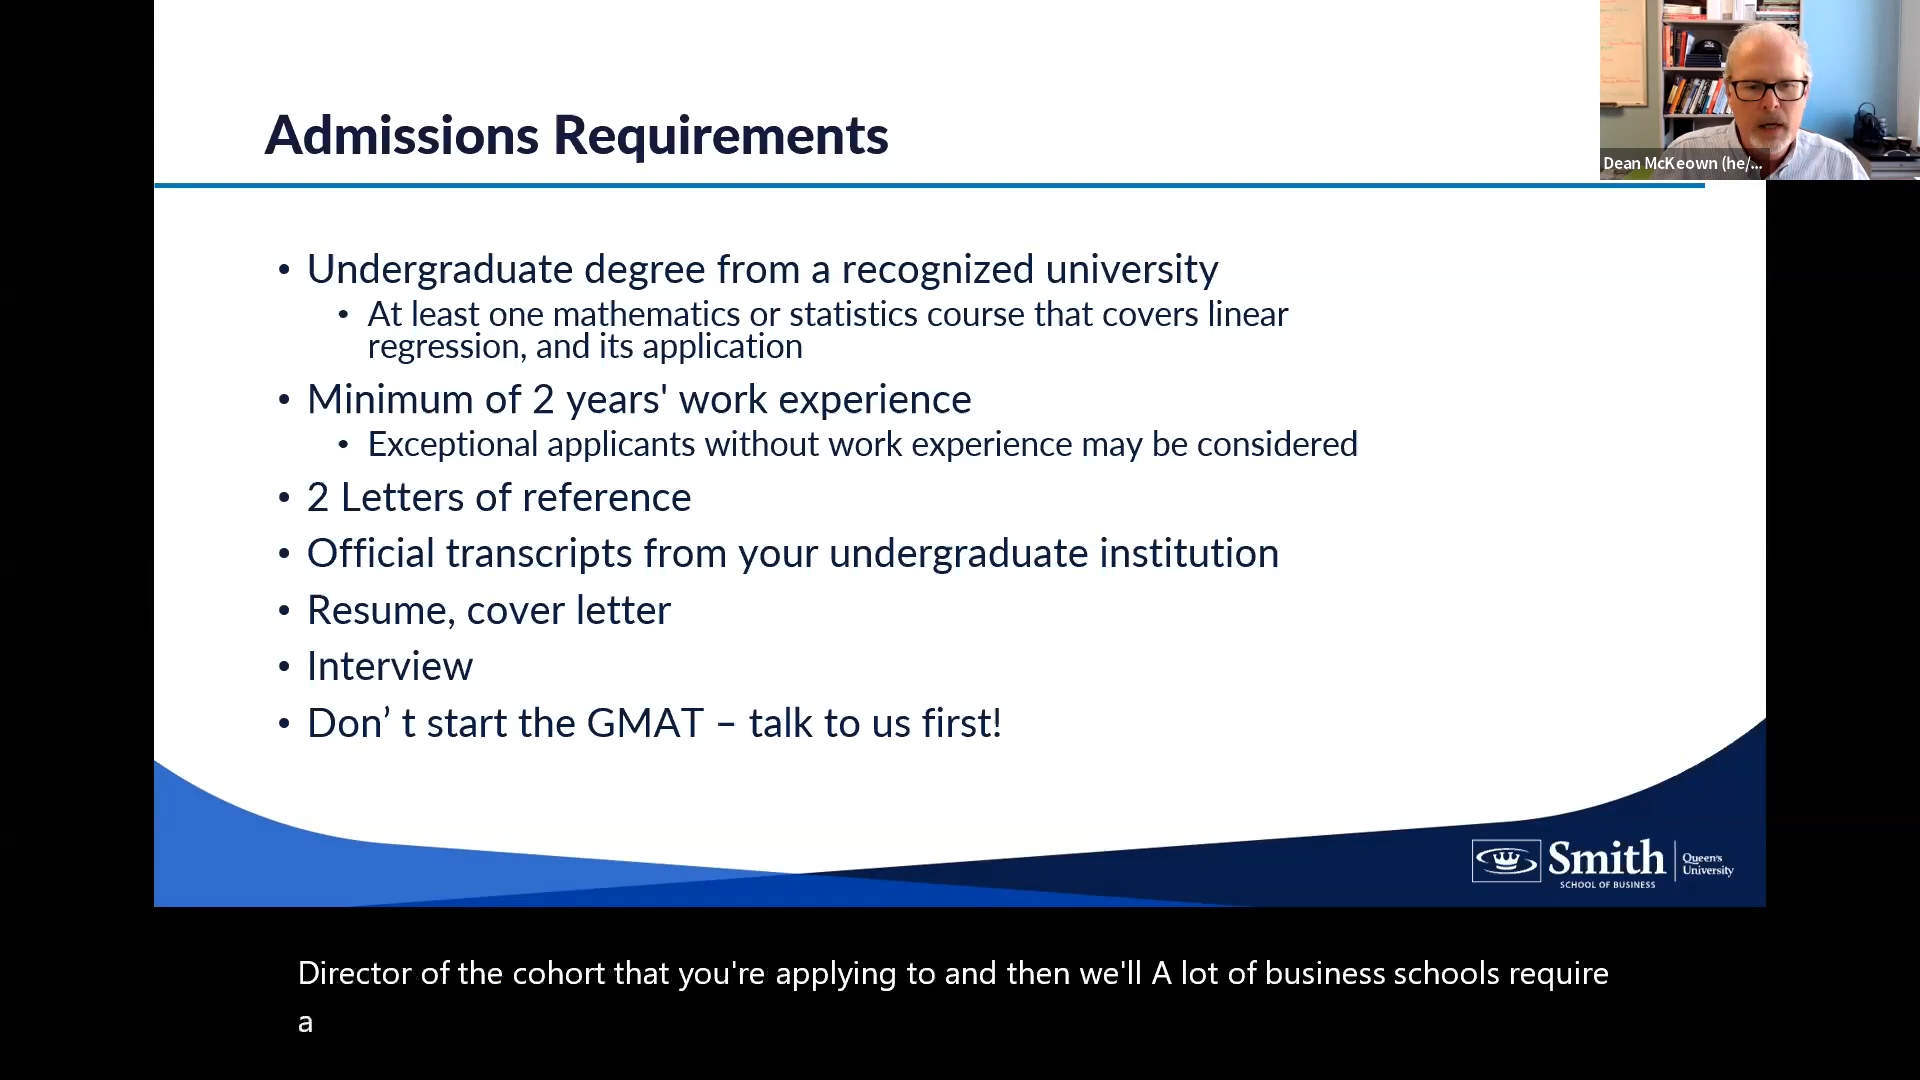 Admissions Requirements
Dean McKeown (he/...
• Undergraduate degree from a recognized university
• At least one mathematics or statistics course that covers linear
regression, and its application
• Minimum of 2 years' work experience
• Exceptional applicants without work experience may be considered
• 2 Letters of reference
• Official transcripts from your undergraduate institution
• Resume, cover letter
• Interview
• Don’ t start the GMAT – talk to us first!
Smith
SCHOOL OF BUSINESS
Queen's
University
Director of the cohort that you're applying to and then we'll A lot of business schools require
a